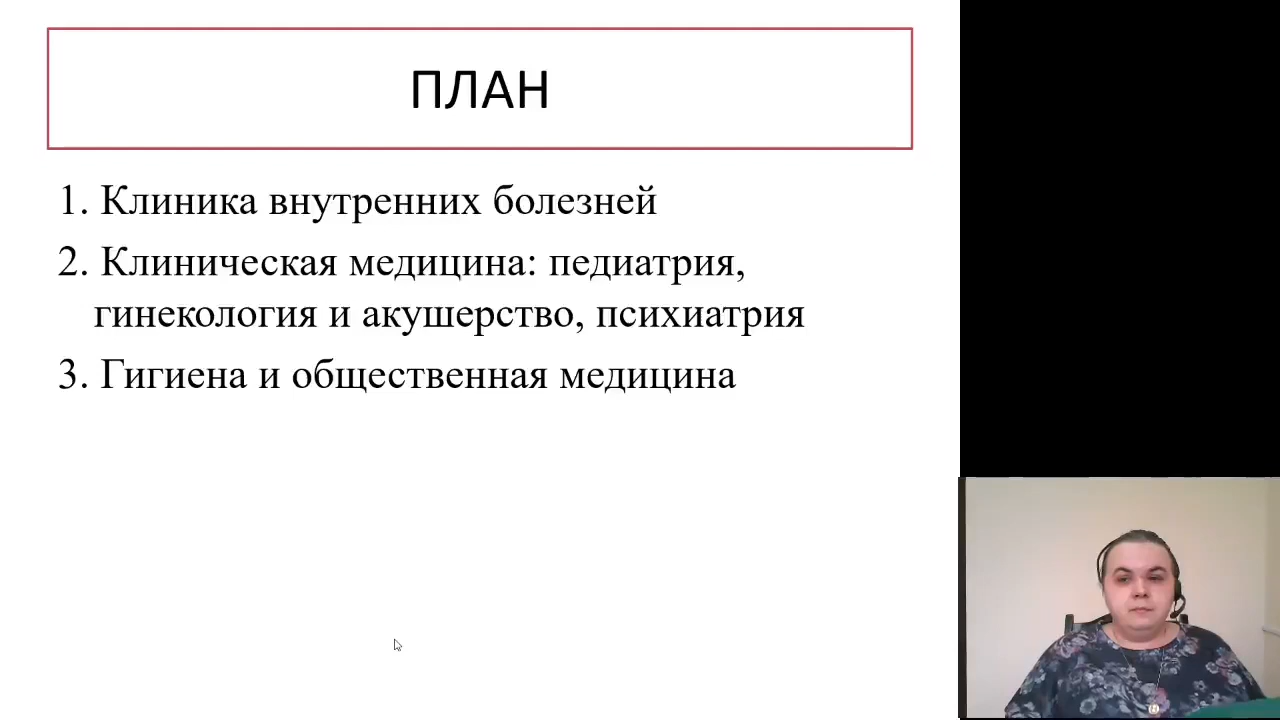 ПЛАН
1. Клиника внутренних болезней
2. Клиническая медицина: педиатрия,
гинекология и акушерство, психиатрия
3. Гигиена и общественная медицина